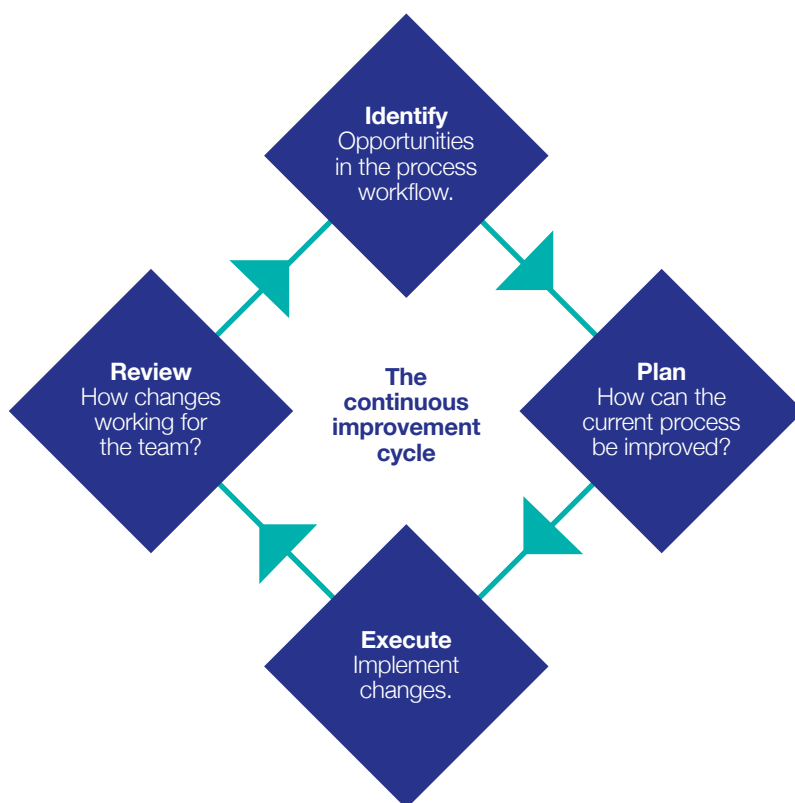 Identify
Opportunities
in the process
workflow.
Review
How changes
working for
the team?
The
continuous
improvement
cycle
Plan
How can the
current process
be improved?
Execute
Implement
changes.